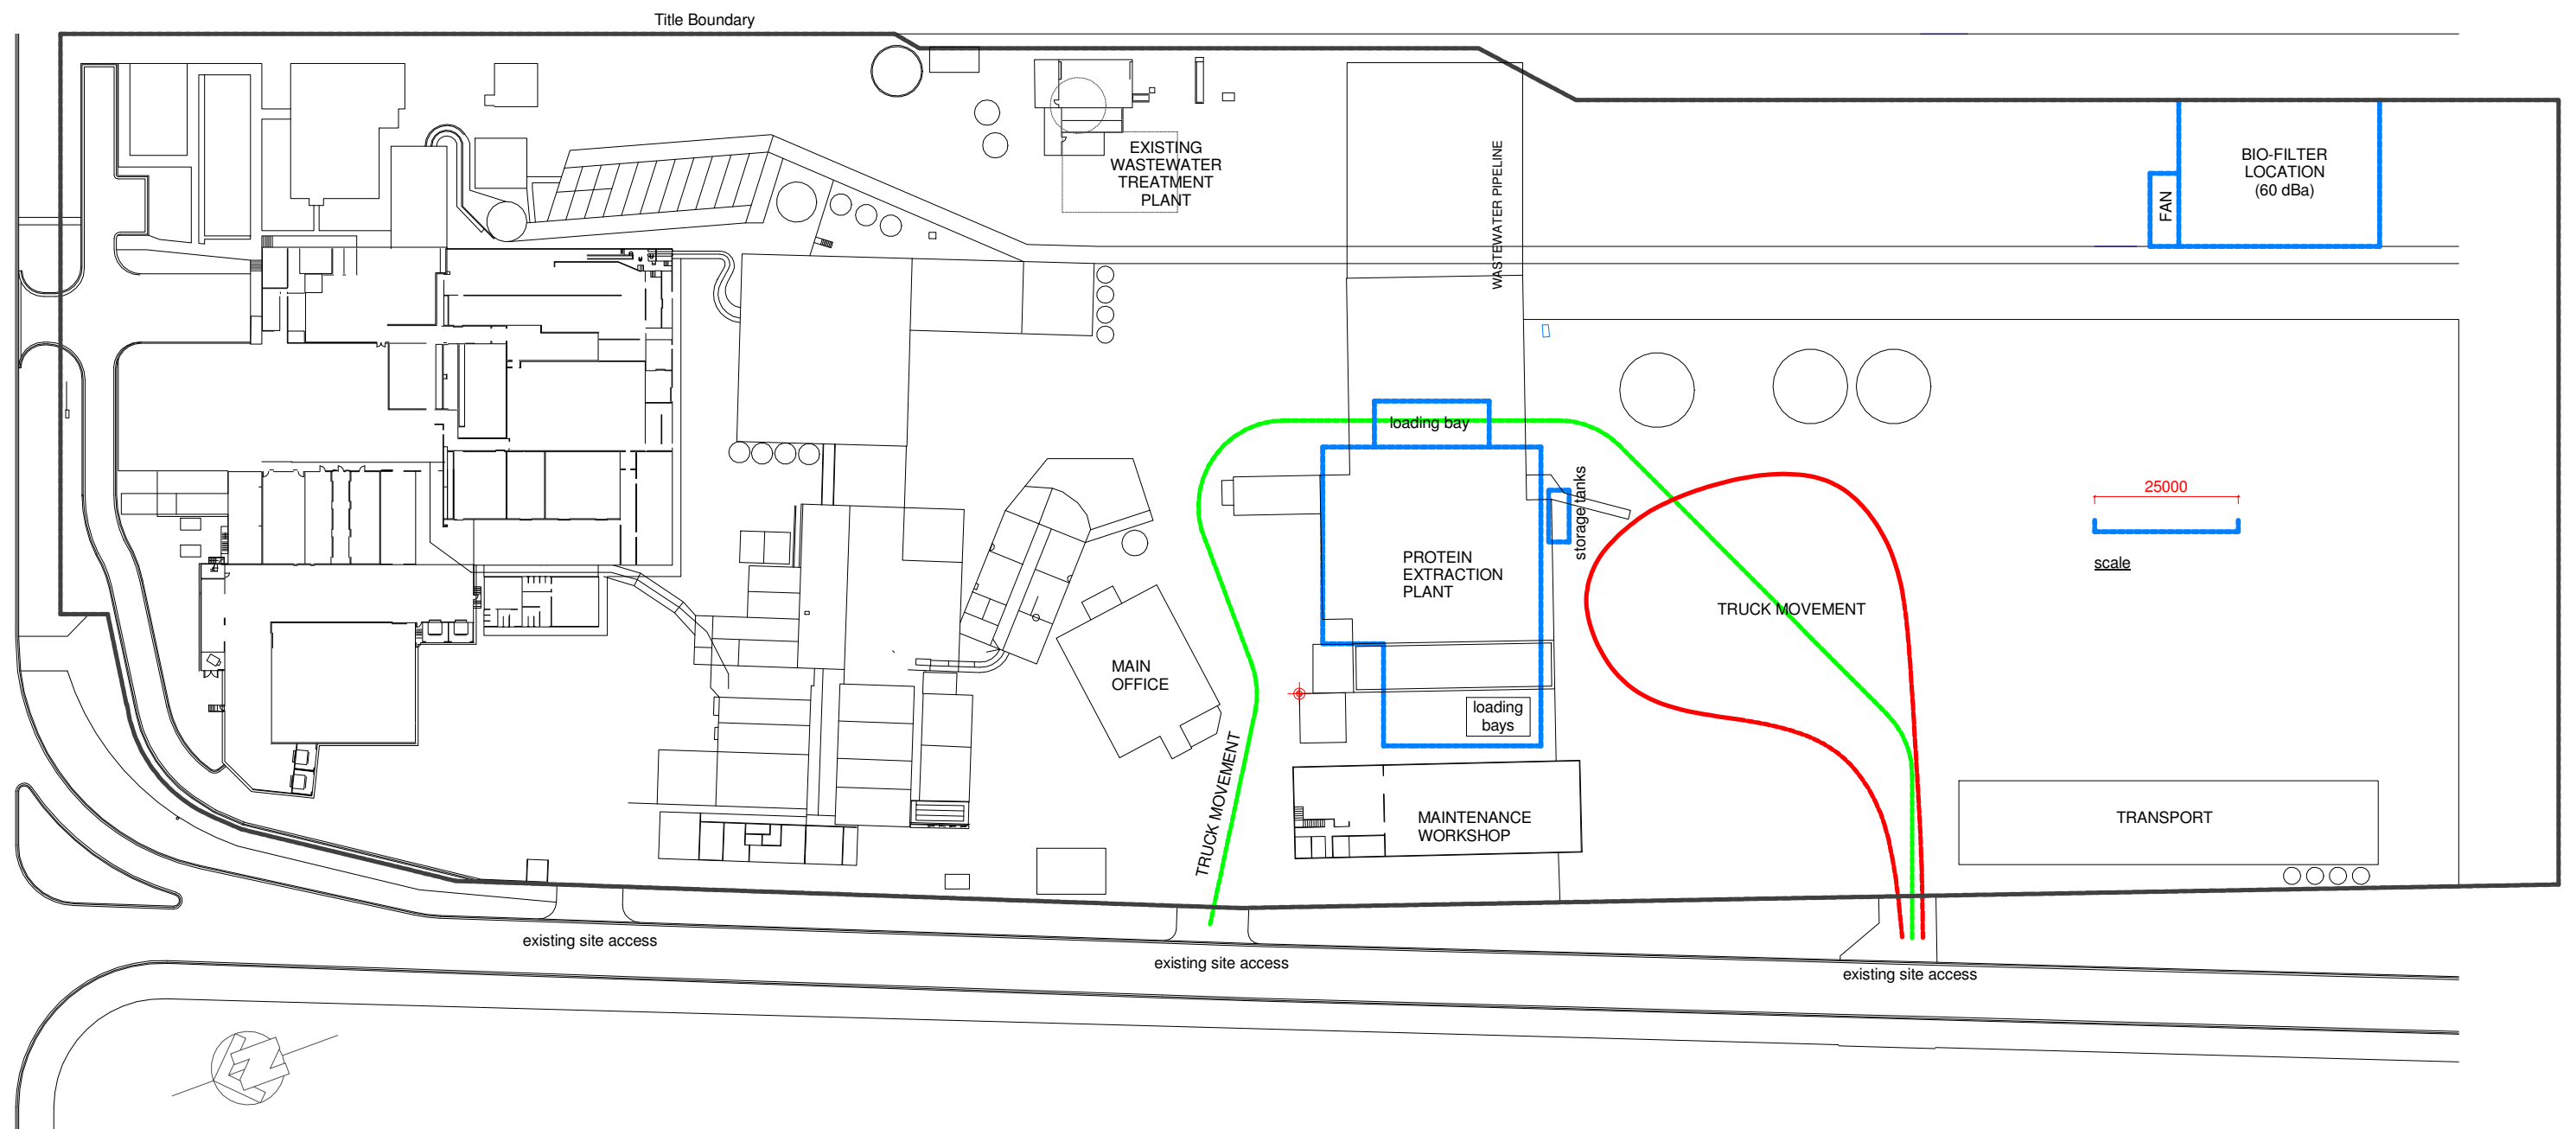 Title Boundary
EXISTING
WASTEWATER
TREATMENT
PLANT
WASTEWATER PIPELINE
FAN
BIO-FILTER
LOCATION
(60 dBa)
loading bay
storage tanks
25000
scale
PROTEIN
EXTRACTION
PLANT
TRUCK MOVEMENT
MAIN
OFFICE
loading
bays
TRUCK MOVEMENT
MAINTENANCE
WORKSHOP
TRANSPORT
existing site access
existing site access
existing site access
N